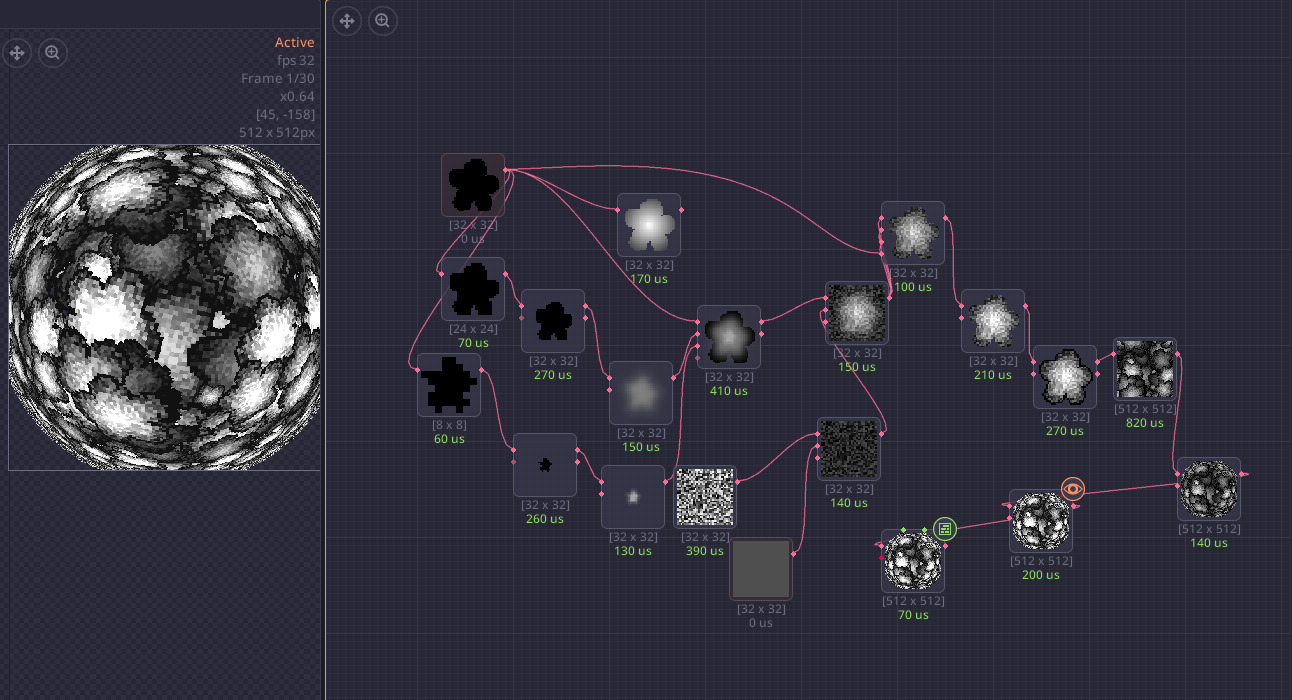 Active
fps 32
Frame 1/30
x0.64
[45, -158]
512 x 512px
[32 x 32]
0 us
[32 x 32]
170 us
[32 x 32]
100 us
[24 x 24]
70 us
[32 x 32]
270 us
[32 x 32]
410 us
[32 x 32]
150 us
[32 x 32]
210 us
[8 x 8]
60 us
[32 x 32]
150 us
[32 x 32]
270 us
[512 x 512]
820 us
[32 x 32]
260 us
[32 x 32]
130 us
[32 x 32]
390 us
[32 x 32]
140 us
[512 x 512]
140 us
[512 x 512]
200 us
[32 x 32]
0 us
[512 x 512]
70 us